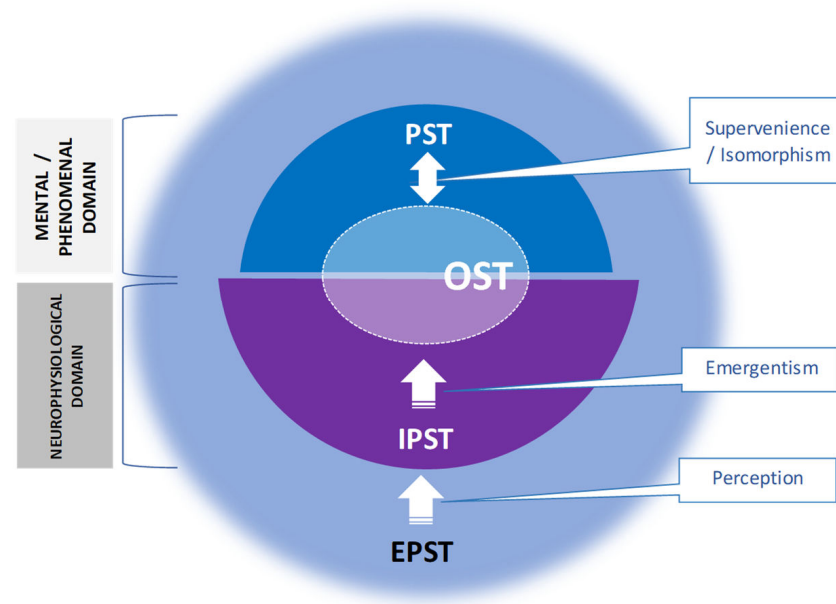 MENTAL /
PHENOMENAL
DOMAIN
NEUROPHYSIOLOGICAL
DOMAIN
PST
OST
IPST
EPST
Supervenience
/ Isomorphism
Emergentism
Perception